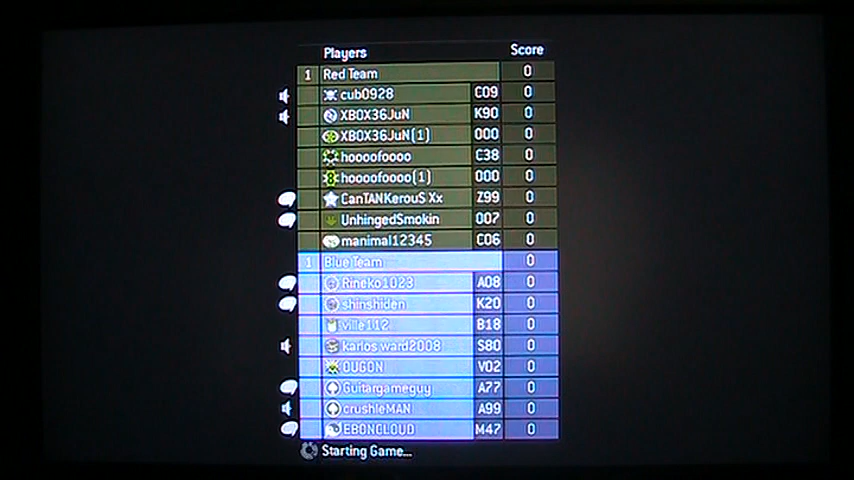 Players Score
1 Red Team 0
cub0928 C09 0
XBOX36JuN K90 0
XBOX36JuN(1) 000 0
hoooofoooo C38 0
hoooofoooo(1) 000 0
CanTANKerouS Xx Z99 0
UnhingedSmokin 007 0
manimal12345 C06 0
1 Blue Team 0
Rineko1023 A08 0
shinshiden K20 0
ville112 B18 0
karlos ward2008 S80 0
OUGON V02 0
Guitargameguy A77 0
crushleMAN A99 0
EBONCLOUD M47 0
Starting Game...